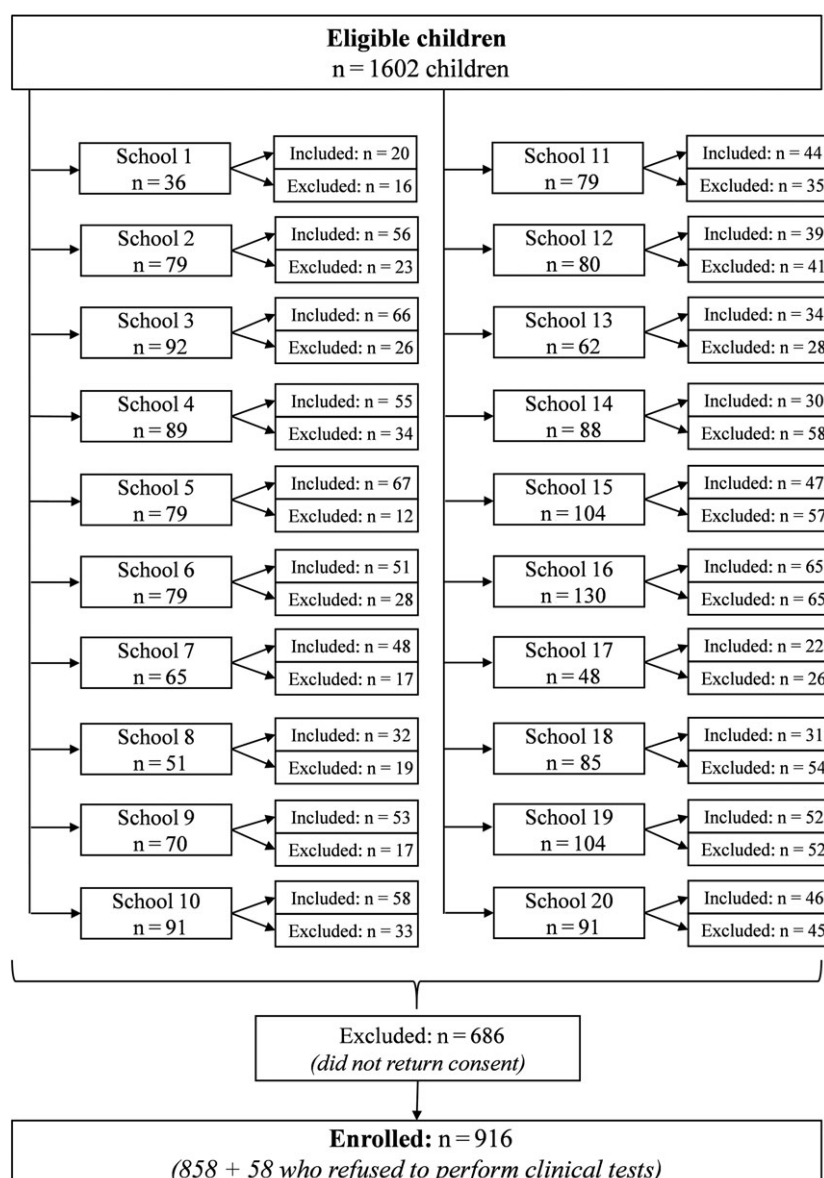 Eligible children
n = 1602 children
School 1
n = 36
Included: n = 20
Excluded: n = 16
School 2
n = 79
Included: n = 56
Excluded: n = 23
School 3
n = 92
Included: n = 66
Excluded: n = 26
School 4
n = 89
Included: n = 55
Excluded: n = 34
School 5
n = 79
Included: n = 67
Excluded: n = 12
School 6
n = 79
Included: n = 51
Excluded: n = 28
School 7
n = 65
Included: n = 48
Excluded: n = 17
School 8
n = 51
Included: n = 32
Excluded: n = 19
School 9
n = 70
Included: n = 53
Excluded: n = 17
School 10
n = 91
Included: n = 58
Excluded: n = 33
School 11
n = 79
Included: n = 44
Excluded: n = 35
School 12
n = 80
Included: n = 39
Excluded: n = 41
School 13
n = 62
Included: n = 34
Excluded: n = 28
School 14
n = 88
Included: n = 30
Excluded: n = 58
School 15
n = 104
Included: n = 47
Excluded: n = 57
School 16
n = 130
Included: n = 65
Excluded: n = 65
School 17
n = 48
Included: n = 22
Excluded: n = 26
School 18
n = 85
Included: n = 31
Excluded: n = 54
School 19
n = 104
Included: n = 52
Excluded: n = 52
School 20
n = 91
Included: n = 46
Excluded: n = 45
Excluded: n = 686
(did not return consent)
Enrolled: n = 916
(858 + 58 who refused to perform clinical tests)